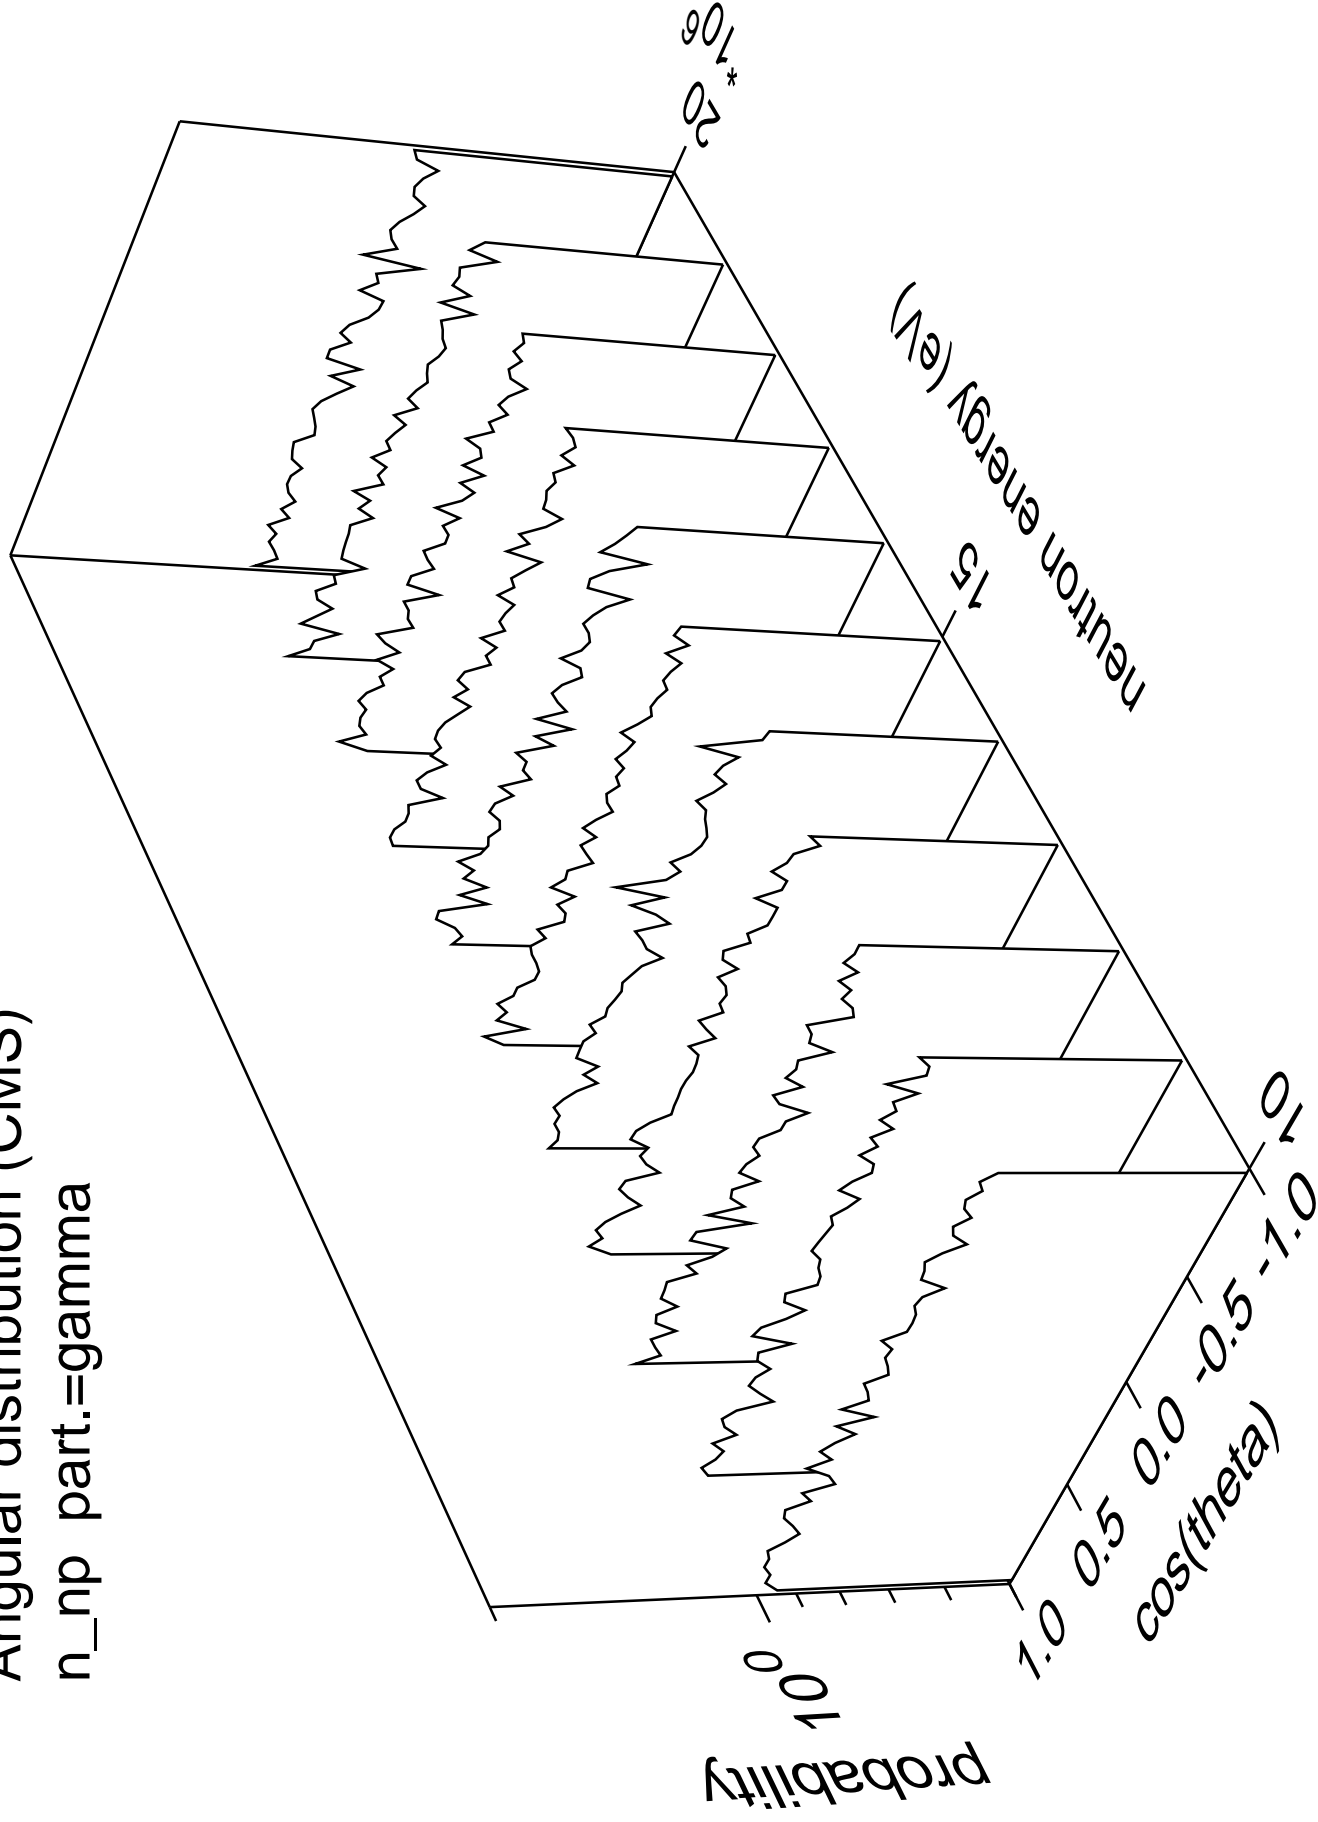 Angular distribution (CMS)
n_np part.=gamma
probability
10^0
1.0 0.5 0.0 -0.5 -1.0
cos(theta)
10 15 20
* 10^6
neutron energy (eV)